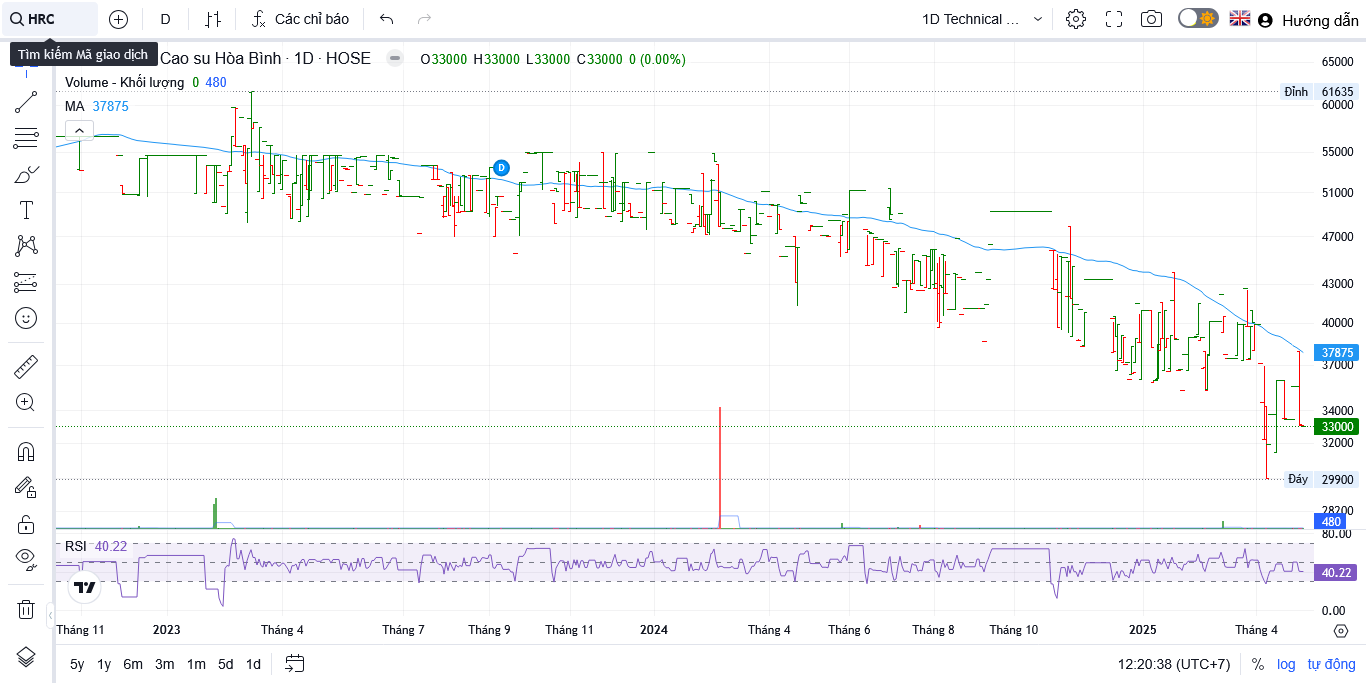 HRC
D
Các chỉ báo
1D Technical ...
Hướng dẫn
Tìm kiếm Mã giao dịch
Cao su Hòa Bình · 1D · HOSE
O33000 H33000 L33000 C33000 0 (0.00%)
Volume - Khối lượng 0 480
MA 37875
65000
Đỉnh 61635
60000
55000
D
51000
47000
43000
40000
37875
37000
34000
33000
32000
Đáy 29900
28200
480
80.00
RSI 40.22
40.22
0.00
Tháng 11
2023
Tháng 4
Tháng 7
Tháng 9
Tháng 11
2024
Tháng 4
Tháng 6
Tháng 8
Tháng 10
2025
Tháng 4
5y 1y 6m 3m 1m 5d 1d
12:20:38 (UTC+7)
%
log
tự động